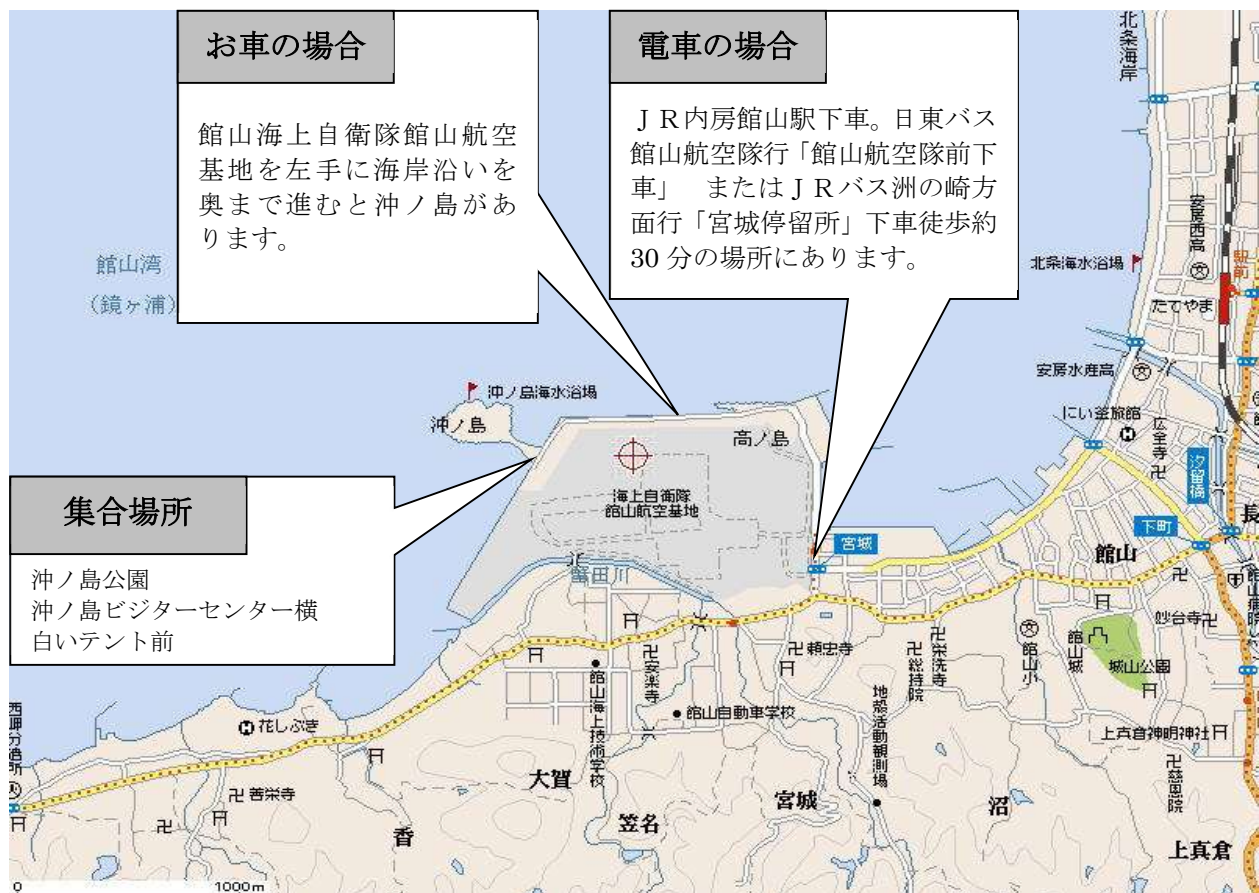 お車の場合
館山海上自衛隊館山航空
基地を左手に海岸沿いを
奥まで進むと沖ノ島があ
ります。
電車の場合
ＪＲ内房館山駅下車。日東バス
館山航空隊行「館山航空隊前下
車」　またはＪＲバス洲の崎方
面行「宮城停留所」下車徒歩約
30 分の場所にあります。
北条海岸
館山湾
（鏡ヶ浦）
安房西高
駅前
北条海水浴場
たてやま
安房水産高
沖ノ島海水浴場
沖ノ島
高ノ島
にい釜旅館
広全寺
汐留橋
集合場所
沖ノ島公園
沖ノ島ビジターセンター横
白いテント前
海上自衛隊
館山航空基地
宮城
下町
長
館山
蟹田川
館山病院
妙台寺
頼忠寺
栄洗寺
総持院
館山小
館山城
城山公園
安楽寺
館山海上技術学校
館山自動車学校
地殻活動観測場
上真倉神明神社
慈恩院
花しぶき
善栄寺
大賀
香
笠名
宮城
沼
上真倉
0
1000m